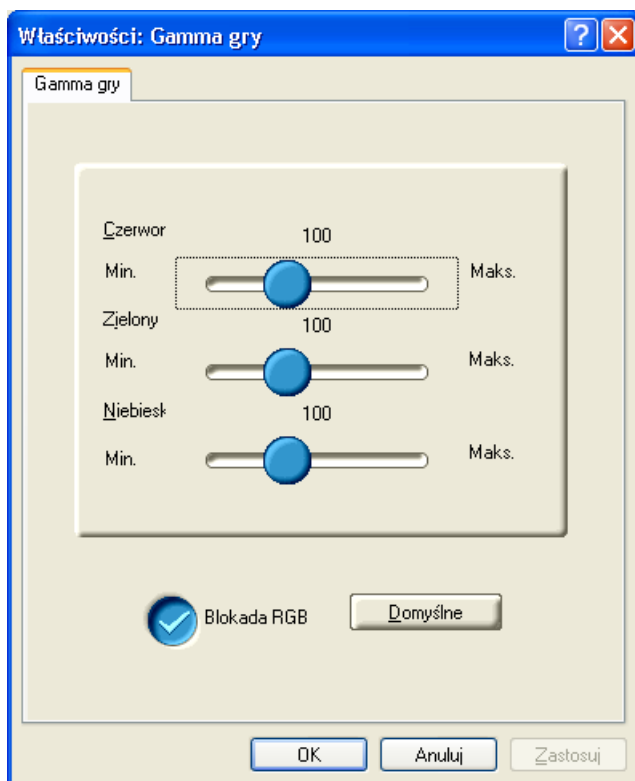 Właściwości: Gamma gry
Gamma gry
Czerwor
100
Min.
Maks.
Zielony
100
Min.
Maks.
Niebiesk
100
Min.
Maks.
Blokada RGB
Domyślne
OK
Anuluj
Zastosuj